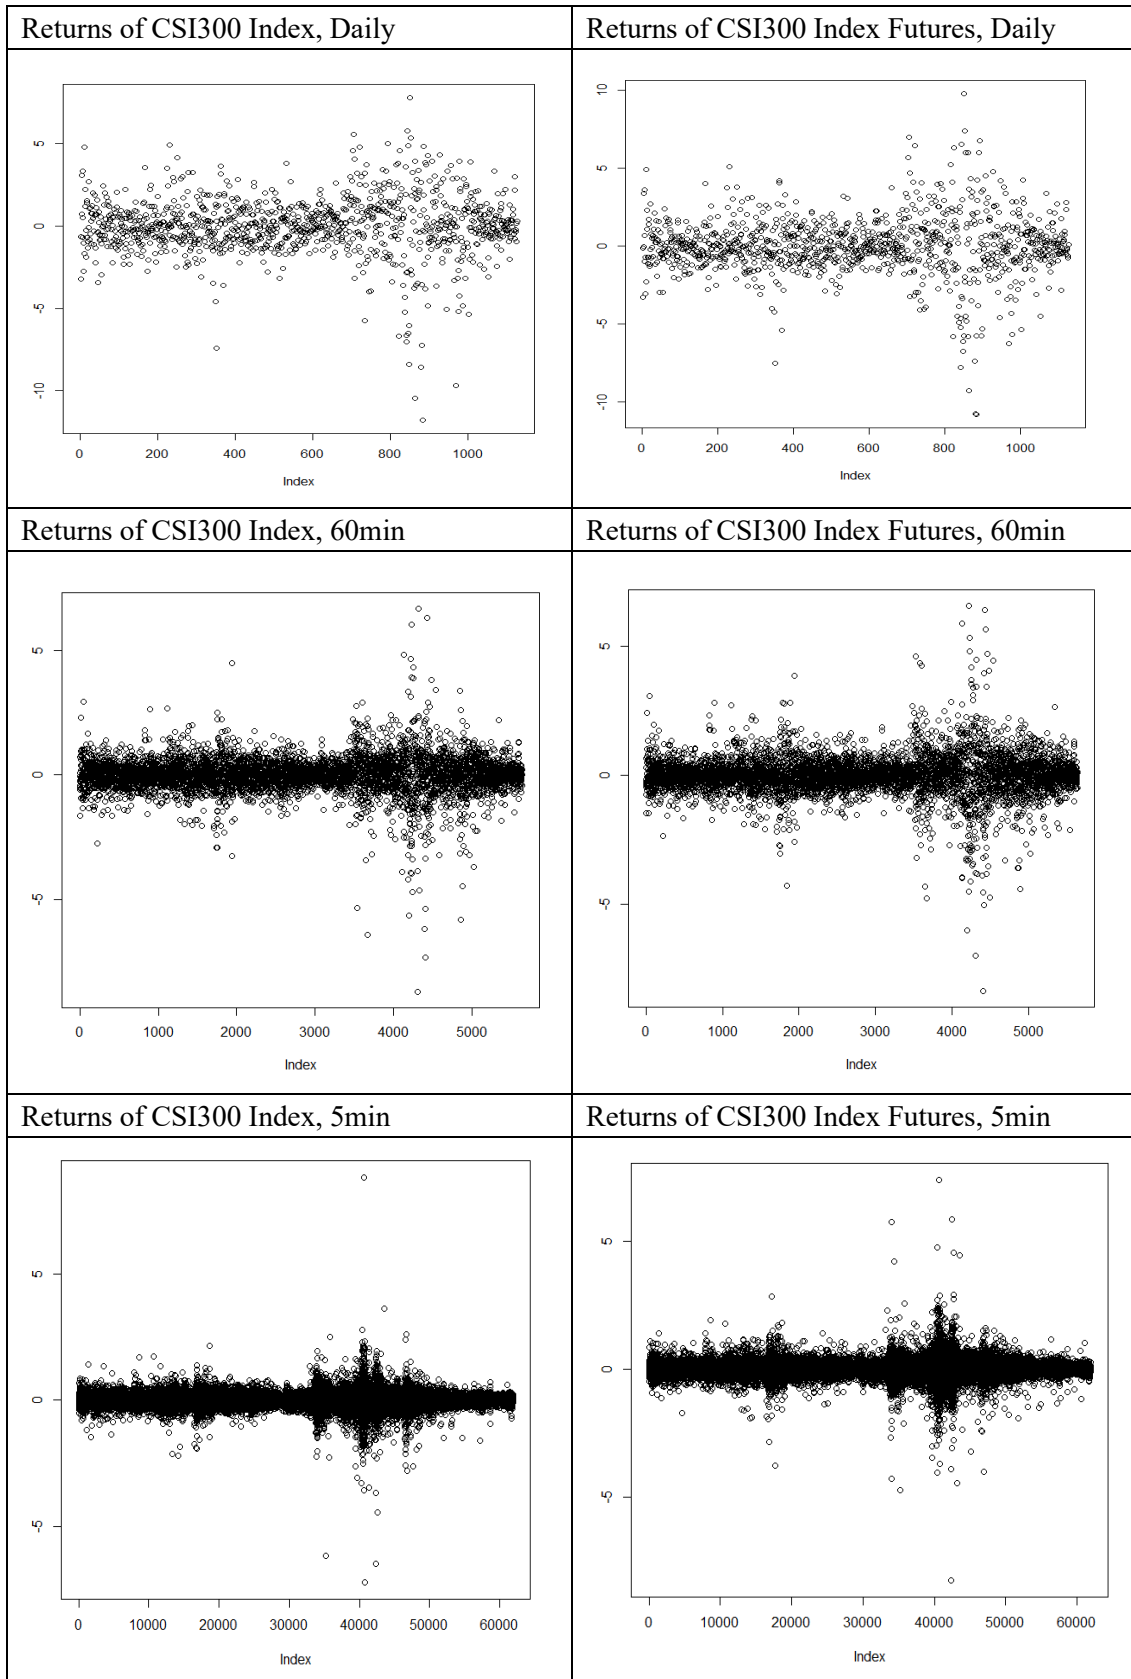 Returns of CSI300 Index, Daily
Returns of CSI300 Index Futures, Daily
5
0
-5
-10
0 200 400 600 800 1000
Index
10
5
0
-5
-10
0 200 400 600 800 1000
Index
Returns of CSI300 Index, 60min
Returns of CSI300 Index Futures, 60min
5
0
-5
0 1000 2000 3000 4000 5000
Index
5
0
-5
0 1000 2000 3000 4000 5000
Index
Returns of CSI300 Index, 5min
Returns of CSI300 Index Futures, 5min
5
0
-5
0 10000 20000 30000 40000 50000 60000
Index
5
0
-5
0 10000 20000 30000 40000 50000 60000
Index